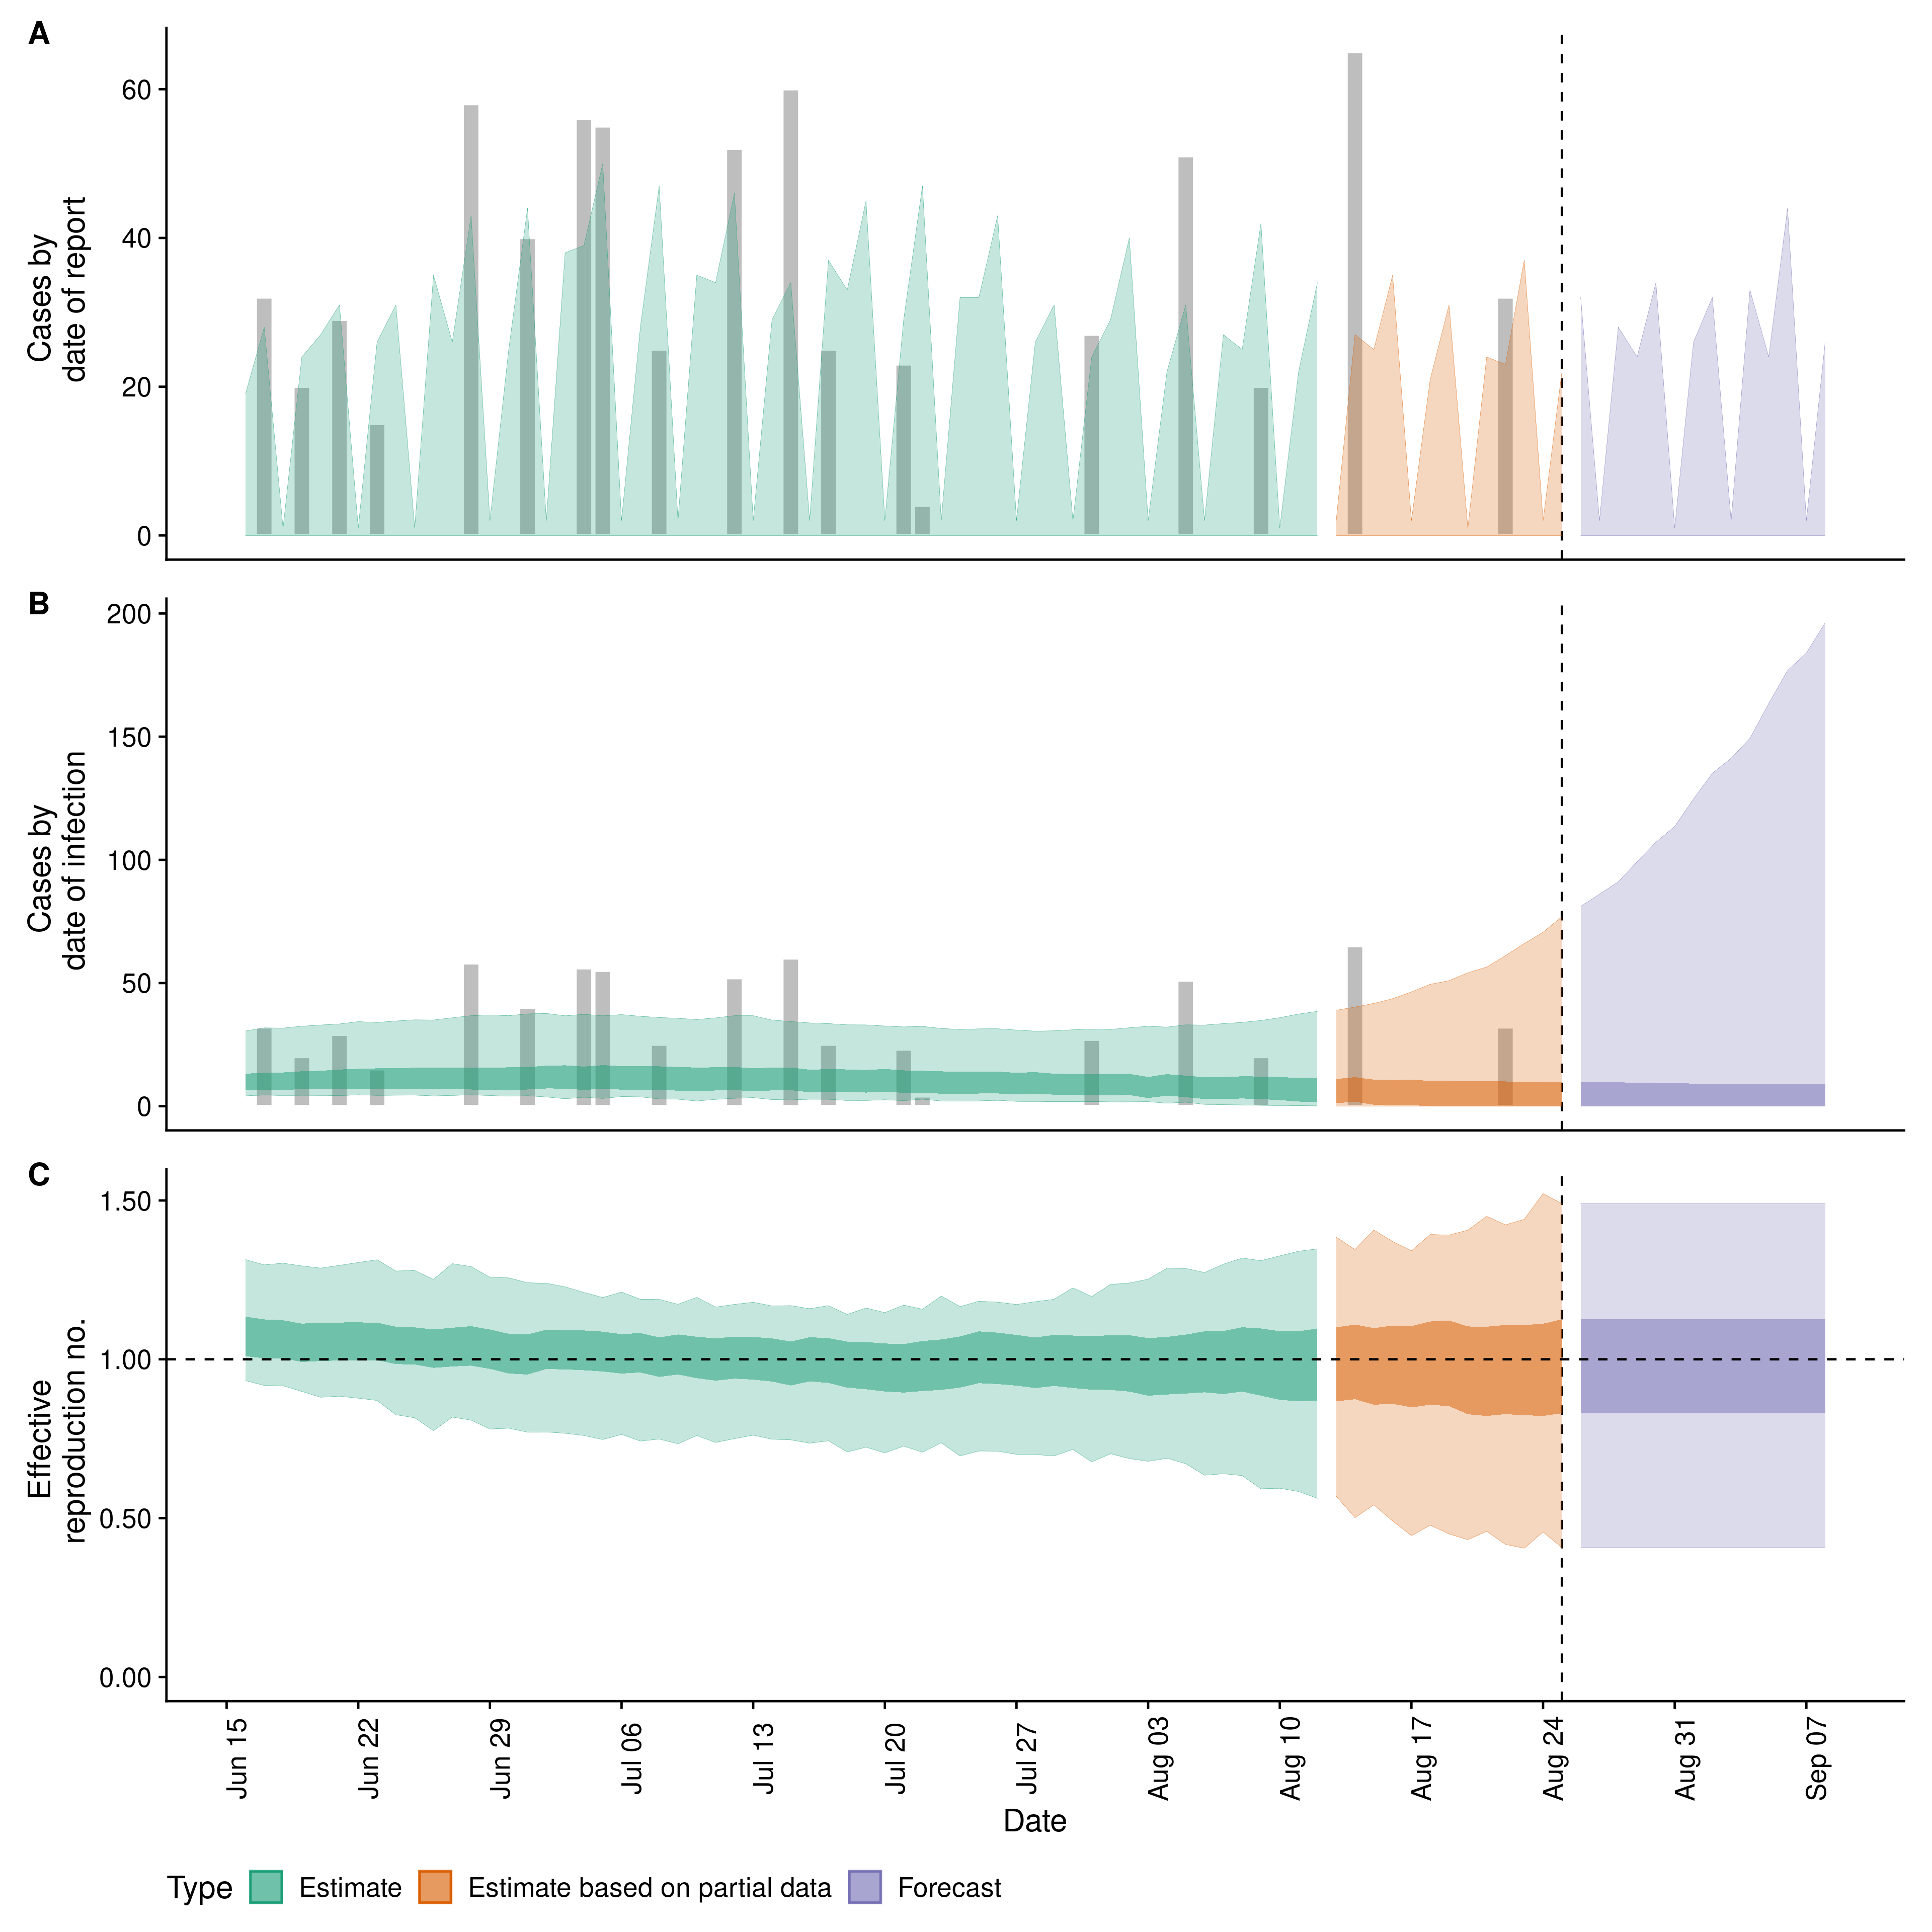 A
Cases by
date of report
60
40
20
0
B
Cases by
date of infection
200
150
100
50
0
C
Effective
reproduction no.
1.50
1.00
0.50
0.00
Jun 15
Jun 22
Jun 29
Jul 06
Jul 13
Jul 20
Jul 27
Aug 03
Aug 10
Aug 17
Aug 24
Aug 31
Sep 07
Date
Type
Estimate
Estimate based on partial data
Forecast